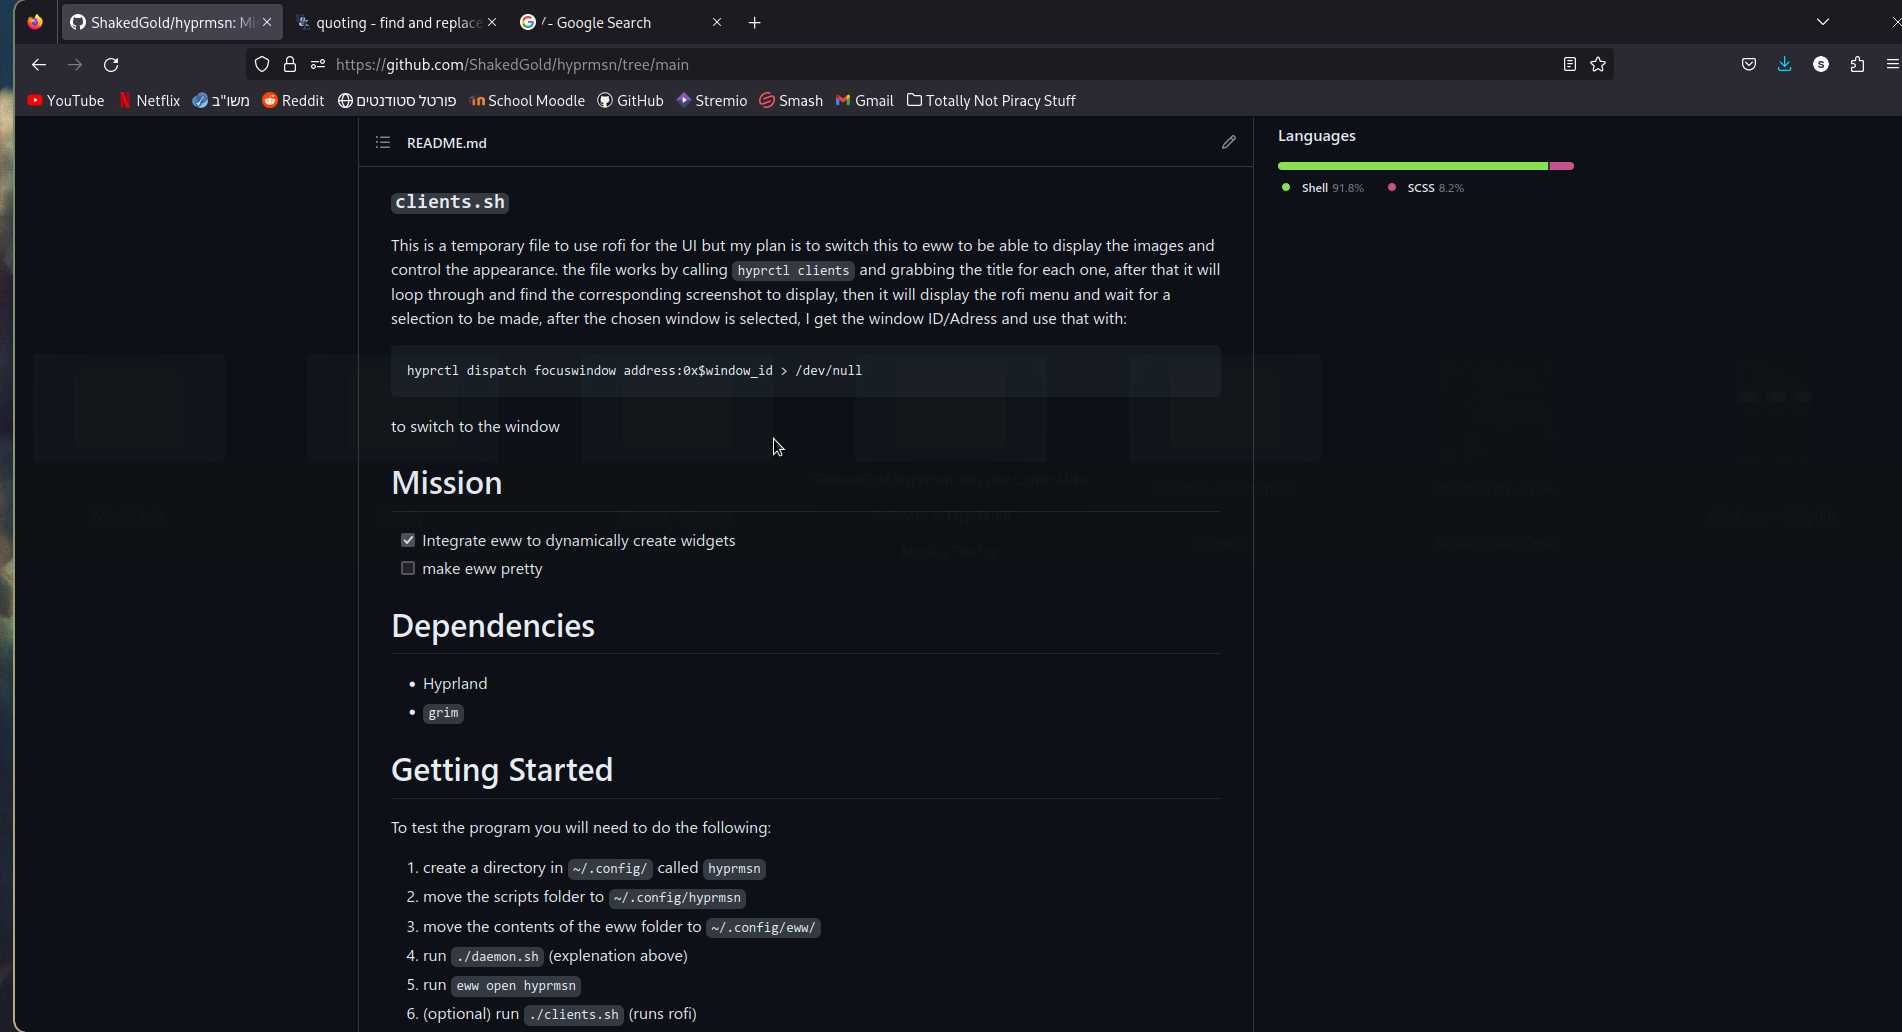 ShakedGold/hyprmsn: Mi
quoting - find and replace
/ - Google Search
https://github.com/ShakedGold/hyprmsn/tree/main
YouTube
Netflix
משו"ב
Reddit
פורטל סטודנטים
School Moodle
GitHub
Stremio
Smash
Gmail
Totally Not Piracy Stuff
README.md
clients.sh
This is a temporary file to use rofi for the UI but my plan is to switch this to eww to be able to display the images and
control the appearance. the file works by calling hyprctl clients and grabbing the title for each one, after that it will
loop through and find the corresponding screenshot to display, then it will display the rofi menu and wait for a
selection to be made, after the chosen window is selected, I get the window ID/Adress and use that with:
hyprctl dispatch focuswindow address:0x$window_id > /dev/null
to switch to the window
Mission
Integrate eww to dynamically create widgets
make eww pretty
Dependencies
Hyprland
grim
Getting Started
To test the program you will need to do the following:
1. create a directory in ~/.config/ called hyprmsn
2. move the scripts folder to ~/.config/hyprmsn
3. move the contents of the eww folder to ~/.config/eww/
4. run ./daemon.sh (explenation above)
5. run eww open hyprmsn
6. (optional) run ./clients.sh (runs rofi)
Languages
Shell 91.8%
SCSS 8.2%